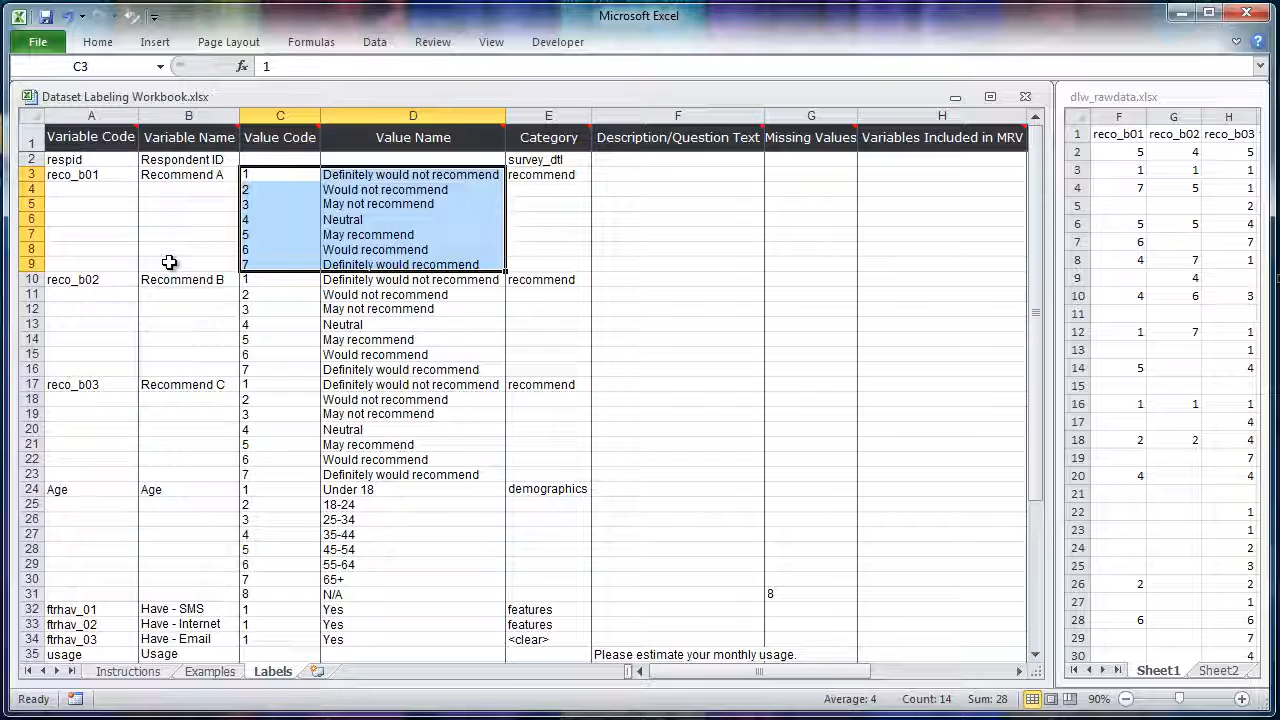 Microsoft Excel
File Home Insert Page Layout Formulas Data Review View Developer
C3 fx 1
Dataset Labeling Workbook.xlsx
A B C D E F G H
1 Variable Code Variable Name Value Code Value Name Category Description/Question Text Missing Values Variables Included in MRV
2 respid Respondent ID survey_dtl
3 reco_b01 Recommend A 1 Definitely would not recommend recommend
4 2 Would not recommend
5 3 May not recommend
6 4 Neutral
7 5 May recommend
8 6 Would recommend
9 7 Definitely would recommend
10 reco_b02 Recommend B 1 Definitely would not recommend recommend
11 2 Would not recommend
12 3 May not recommend
13 4 Neutral
14 5 May recommend
15 6 Would recommend
16 7 Definitely would recommend
17 reco_b03 Recommend C 1 Definitely would not recommend recommend
18 2 Would not recommend
19 3 May not recommend
20 4 Neutral
21 5 May recommend
22 6 Would recommend
23 7 Definitely would recommend
24 Age Age 1 Under 18 demographics
25 2 18-24
26 3 25-34
27 4 35-44
28 5 45-54
29 6 55-64
30 7 65+
31 8 N/A 8
32 ftrhav_01 Have - SMS 1 Yes features
33 ftrhav_02 Have - Internet 1 Yes features
34 ftrhav_03 Have - Email 1 Yes <clear>
35 usage Usage Please estimate your monthly usage.
Instructions Examples Labels
dlw_rawdata.xlsx
F G H
1 reco_b01 reco_b02 reco_b03
2 5 4 5
3 1 1 1
4 7 5 1
5 2
6 5 5 4
7 6 7
8 4 7 1
9 4
10 4 6 3
11
12 1 7 1
13 1
14 5 4
15
16 1 1 1
17 4
18 2 2 4
19 7
20 4 4
21
22 1
23 1
24 2
25 3
26 2 2
27 1
28 6 6
29 7
30 4
Sheet1 Sheet2
Ready Average: 4 Count: 14 Sum: 28 90%